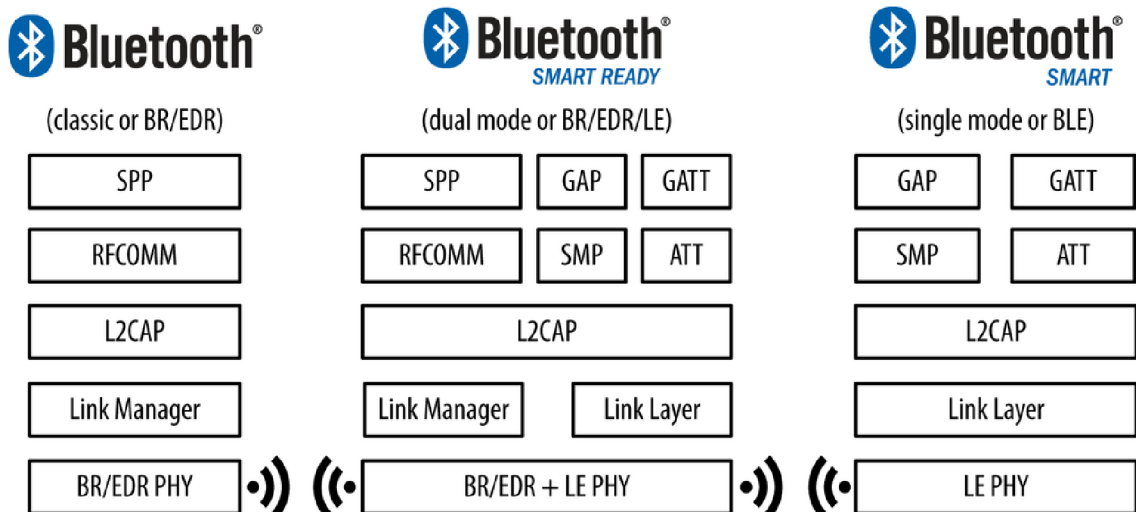 Bluetooth® Bluetooth® Bluetooth®
SMART READY SMART
(classic or BR/EDR) (dual mode or BR/EDR/LE) (single mode or BLE)
SPP SPP GAP GATT GAP GATT
RFCOMM RFCOMM SMP ATT SMP ATT
L2CAP L2CAP L2CAP
Link Manager Link Manager Link Layer Link Layer
BR/EDR PHY BR/EDR + LE PHY LE PHY